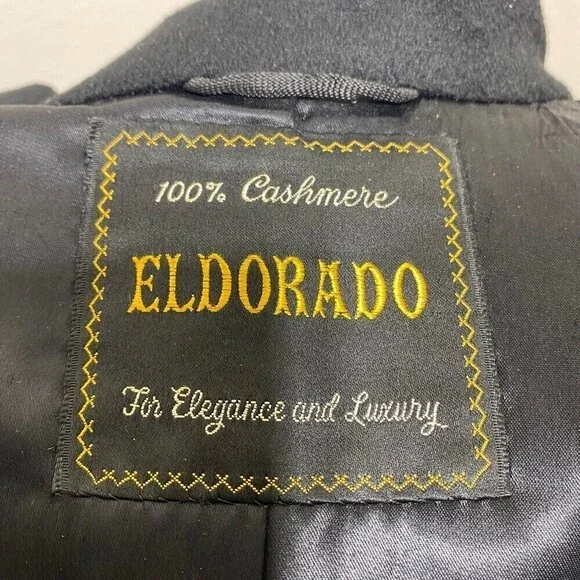 100% Cashmere
ELDORADO
For Elegance and Luxury